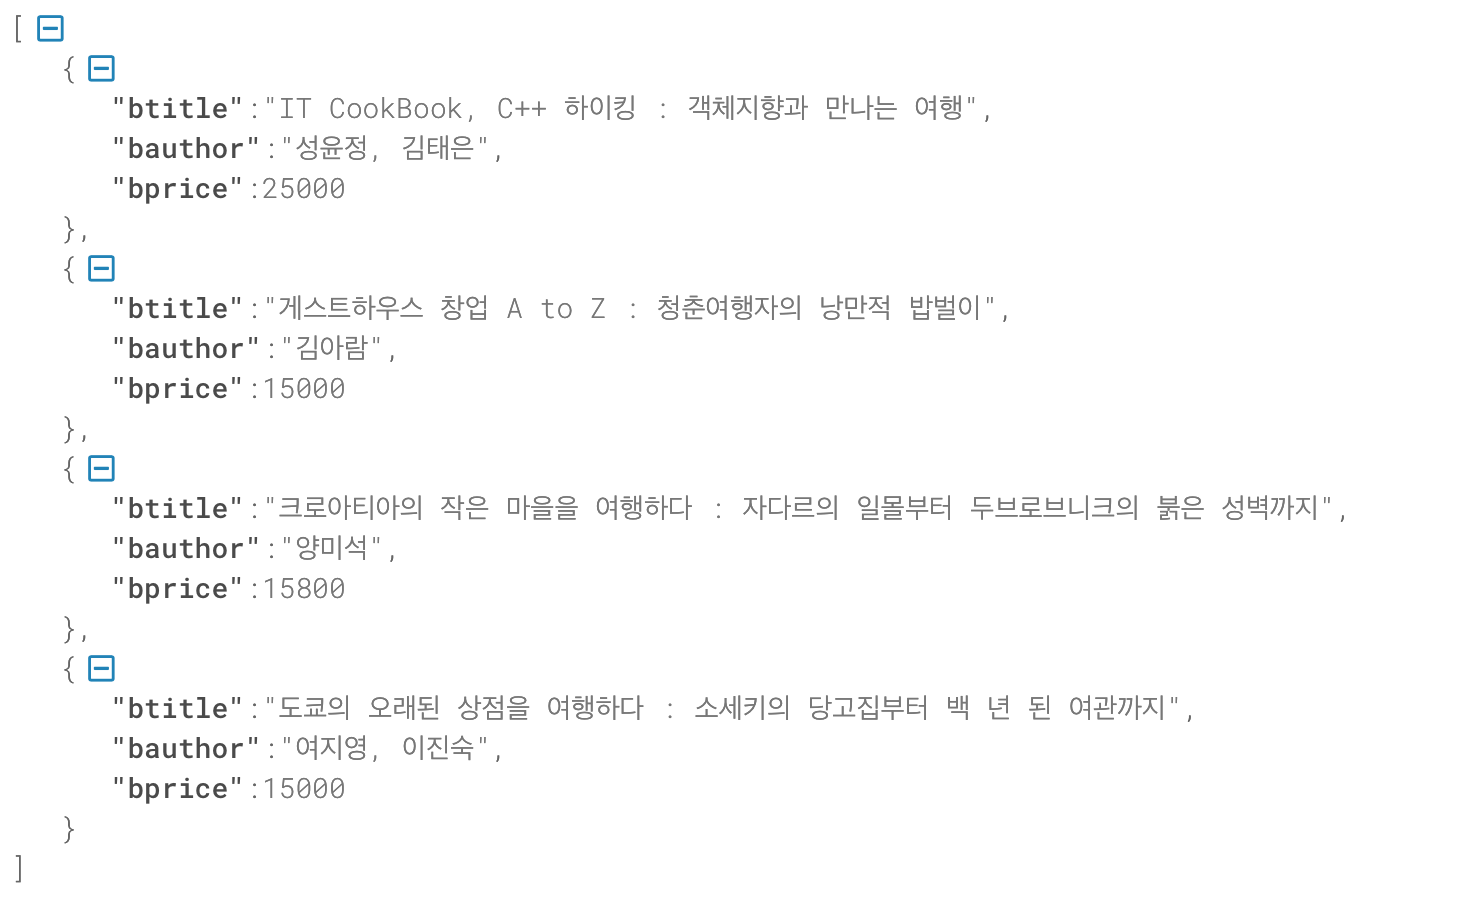 [
{
"btitle":"IT CookBook, C++ 하이킹 : 객체지향과 만나는 여행",
"bauthor":"성윤정, 김태은",
"bprice":25000
},
{
"btitle":"게스트하우스 창업 A to Z : 청춘여행자의 낭만적 밥벌이",
"bauthor":"김아람",
"bprice":15000
},
{
"btitle":"크로아티아의 작은 마을을 여행하다 : 자다르의 일몰부터 두브로브니크의 붉은 성벽까지",
"bauthor":"양미석",
"bprice":15800
},
{
"btitle":"도쿄의 오래된 상점을 여행하다 : 소세키의 당고집부터 백 년 된 여관까지",
"bauthor":"여지영, 이진숙",
"bprice":15000
}
]